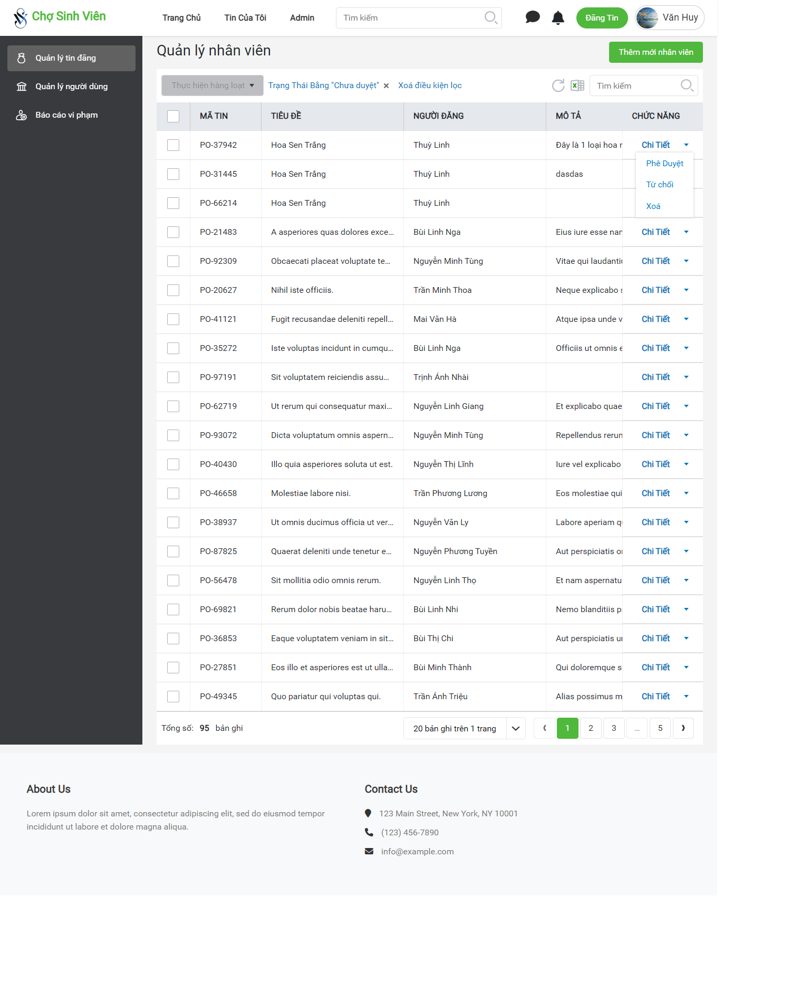 Chợ Sinh Viên
Trang Chủ Tin Của Tôi Admin Tìm kiếm Đăng Tin Văn Huy
Quản lý tin đăng
Quản lý người dùng
Báo cáo vi phạm
Quản lý nhân viên Thêm mới nhân viên
Thực hiện hàng loạt Trạng Thái Bằng "Chưa duyệt" Xoá điều kiện lọc Tìm kiếm
MÃ TIN TIÊU ĐỀ NGƯỜI ĐĂNG MÔ TẢ CHỨC NĂNG
PO-37942 Hoa Sen Trắng Thuỳ Linh Đây là 1 loại hoa Chi Tiết
Phê Duyệt
PO-31445 Hoa Sen Trắng Thuỳ Linh dasdas
Từ chối
PO-66214 Hoa Sen Trắng Thuỳ Linh
Xoá
PO-21483 A asperiores quas dolores exce... Bùi Linh Nga Eius iure esse Chi Tiết
PO-92309 Obcaecati placeat voluptate te... Nguyễn Minh Tùng Vitae qui Chi Tiết
PO-20627 Nihil iste officiis. Trần Minh Thoa Neque explicabo Chi Tiết
PO-41121 Fugit recusandae deleniti repell... Mai Văn Hà Atque ipsa unde v Chi Tiết
PO-35272 Iste voluptas incidunt in cumqu... Bùi Linh Nga Officiis ut omnis Chi Tiết
PO-97191 Sit voluptatem reiciendis assu... Trịnh Ánh Nhài Chi Tiết
PO-62719 Ut rerum qui consequatur maxi... Nguyễn Linh Giang Et explicabo quae Chi Tiết
PO-93072 Dicta voluptatum omnis aspern... Nguyễn Minh Tùng Repellendus Chi Tiết
PO-40430 Illo quia asperiores soluta ut est. Nguyễn Thị Lĩnh Iure vel explicabo Chi Tiết
PO-46658 Molestiae labore nisi. Trần Phương Lương Eos molestiae qui Chi Tiết
PO-38937 Ut omnis ducimus officia ut ver... Nguyễn Văn Ly Labore aperiam Chi Tiết
PO-87825 Quaerat deleniti unde tenetur e... Nguyễn Phương Tuyền Aut perspiciatis Chi Tiết
PO-56478 Sit mollitia odio omnis rerum. Nguyễn Linh Thọ Et nam aspernatu Chi Tiết
PO-69821 Rerum dolor nobis beatae haru... Bùi Linh Nhi Nemo blanditiis Chi Tiết
PO-36853 Eaque voluptatem veniam in sit... Bùi Thị Chi Aut perspiciatis Chi Tiết
PO-27851 Eos illo et asperiores est ut ulla... Bùi Minh Thành Qui doloremque s Chi Tiết
PO-49345 Quo pariatur qui voluptas qui. Trần Ánh Triệu Alias possimus m Chi Tiết
Tổng số: 95 bản ghi 20 bản ghi trên 1 trang 1 2 3 ... 5
About Us
Lorem ipsum dolor sit amet, consectetur adipiscing elit, sed do eiusmod tempor
incididunt ut labore et dolore magna aliqua.
Contact Us
123 Main Street, New York, NY 10001
(123) 456-7890
info@example.com